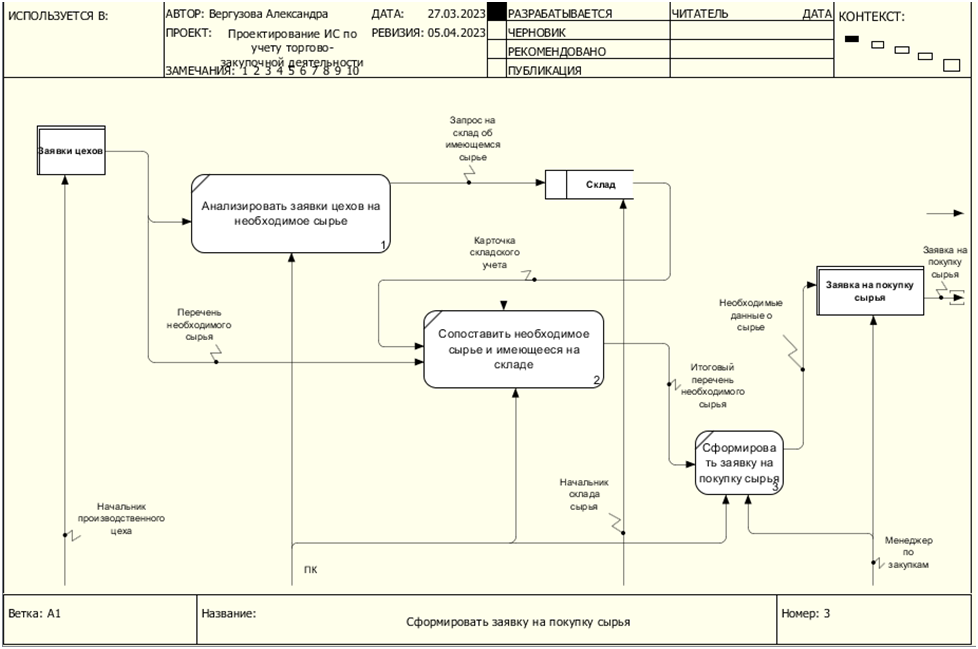 ИСПОЛЬЗУЕТСЯ В:
АВТОР: Вергузова Александра
ДАТА: 27.03.2023
ПРОЕКТ: Проектирование ИС по
учету торгово-
закупочной деятельности
РЕВИЗИЯ: 05.04.2023
ЗАМЕЧАНИЯ: 1 2 3 4 5 6 7 8 9 10
РАЗРАБАТЫВАЕТСЯ
ЧЕРНОВИК
РЕКОМЕНДОВАНО
ПУБЛИКАЦИЯ
ЧИТАТЕЛЬ ДАТА
КОНТЕКСТ:
Заявки цехов
Запрос на
склад об
имеющемся
сырье
Склад
Анализировать заявки цехов на
необходимое сырье
1
Карточка
складского
учета
Заявка на
покупку
сырья
Заявка на покупку
сырья
Перечень
необходимого
сырья
Необходимые
данные о
сырье
Сопоставить необходимое
сырье и имеющееся на
складе
2
Итоговый
перечень
необходимого
сырья
Сформирова
ть заявку на
покупку сырья
3
Начальник
производственного
цеха
Начальник
оклада
сырья
Менеджер
по
закупкам
ПК
Ветка: A1
Название:
Сформировать заявку на покупку сырья
Номер: 3